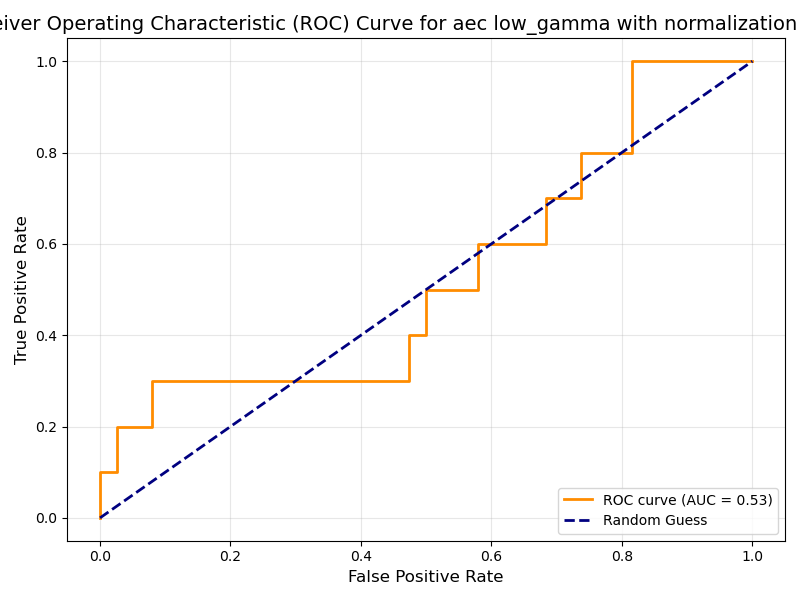 eiver Operating Characteristic (ROC) Curve for aec low_gamma with normalization
True Positive Rate
1.0
0.8
0.6
0.4
0.2
0.0
0.0 0.2 0.4 0.6 0.8 1.0
False Positive Rate
ROC curve (AUC = 0.53)
Random Guess